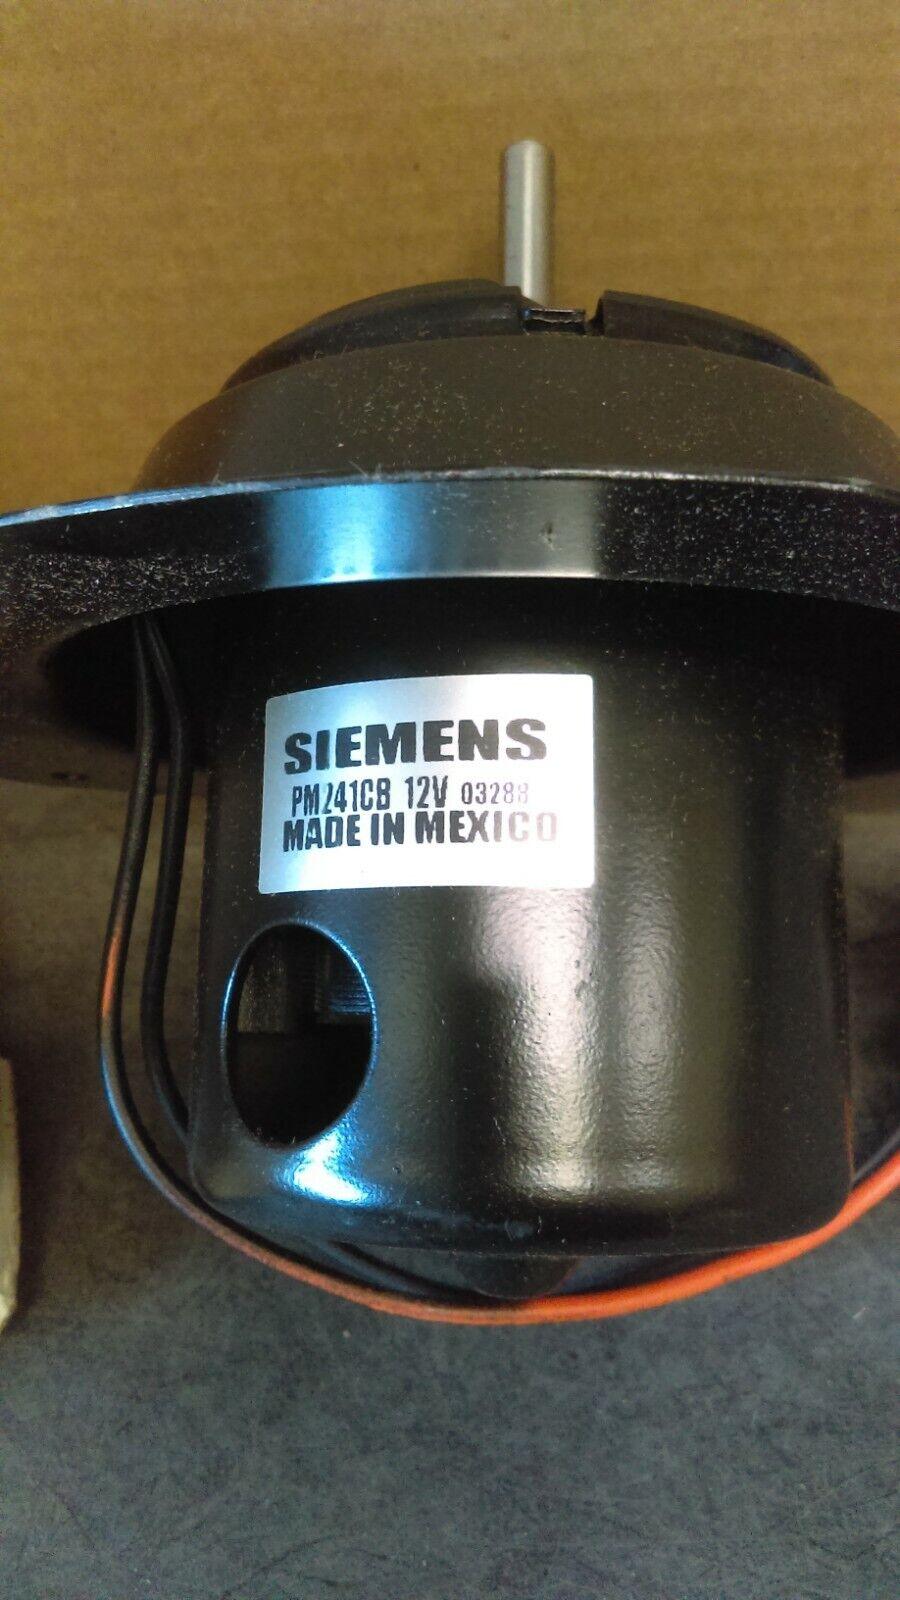 SIEMENS
PM241CB 12V 03288
MADE IN MEXICO